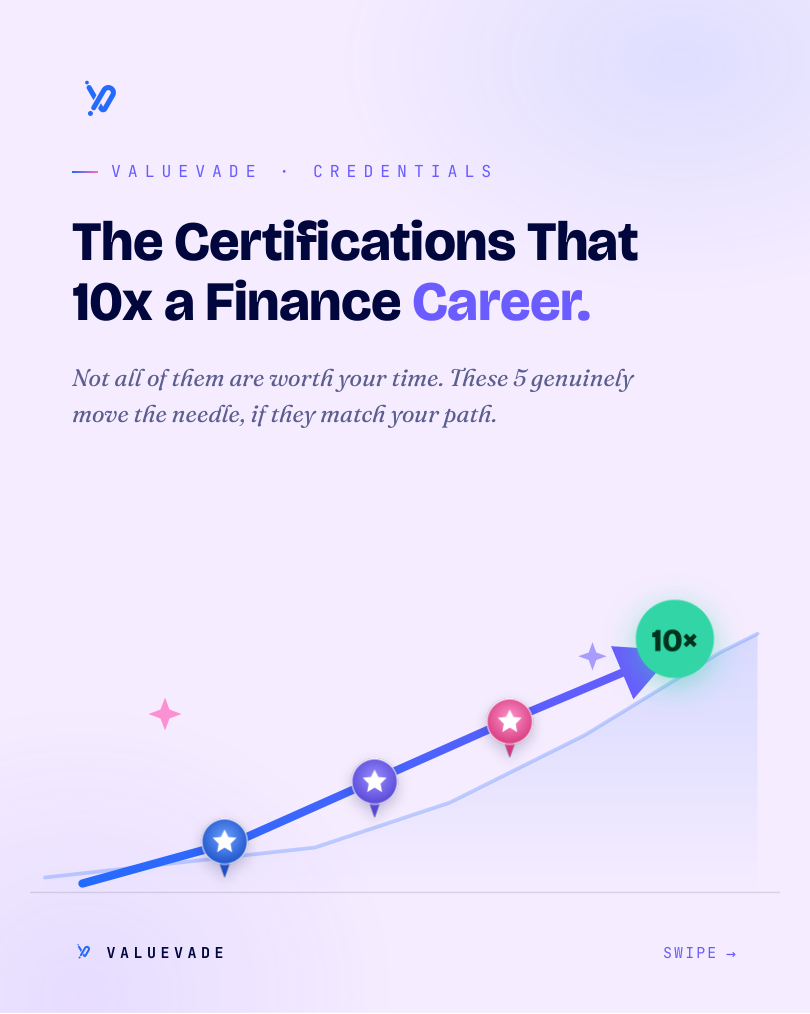 VALUEVADE · CREDENTIALS
The Certifications That
10x a Finance Career.
Not all of them are worth your time. These 5 genuinely
move the needle, if they match your path.
10×
VALUEVADE
SWIPE →